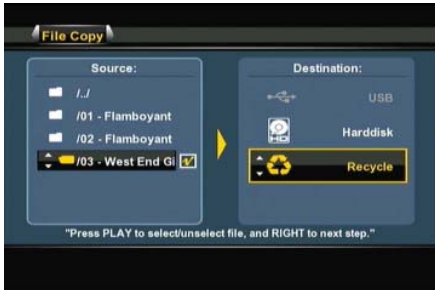 File Copy
Source:
Destination:
/../
/01 - Flamboyant
/02 - Flamboyant
/03 - West End Gi
USB
HD
Harddisk
Recycle
"Press PLAY to select/unselect file, and RIGHT to next step."